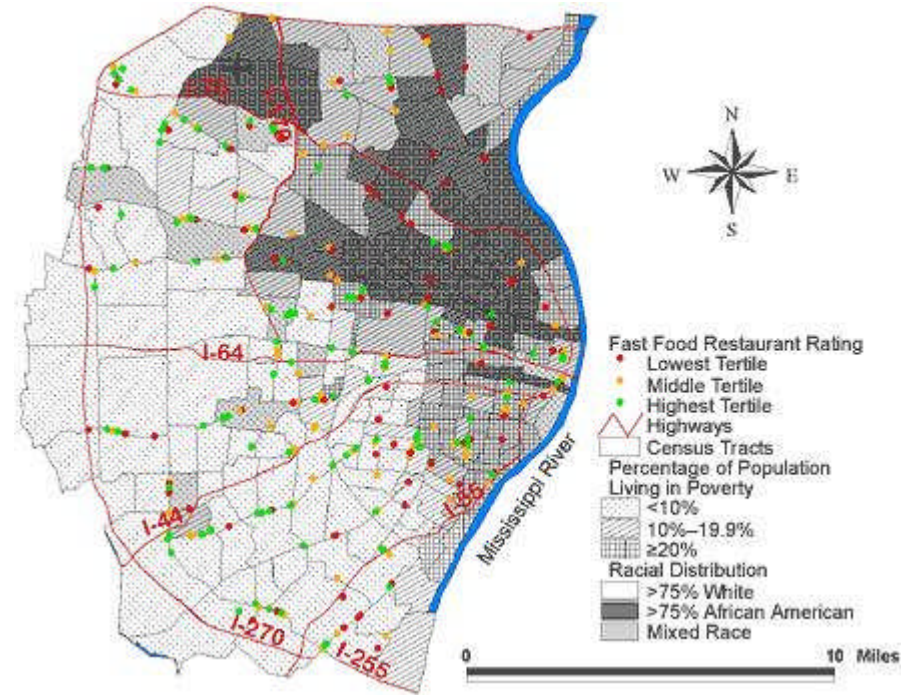 N
W E
S
I-64
I-44
I-55
I-270
I-255
Mississippi River
Fast Food Restaurant Rating
Lowest Tertile
Middle Tertile
Highest Tertile
Highways
Census Tracts
Percentage of Population
Living in Poverty
<10%
10%–19.9%
≥20%
Racial Distribution
>75% White
>75% African American
Mixed Race
0 10 Miles